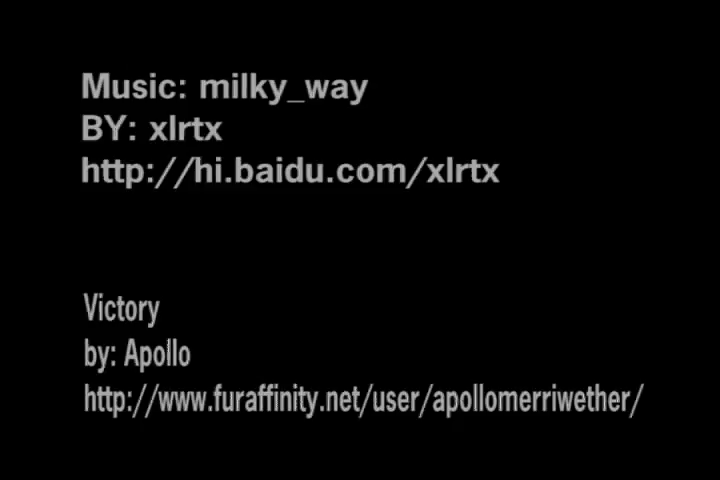 Music: milky_way
BY: xlrtx
http://hi.baidu.com/xlrtx
Victory
by: Apollo
http://www.furaffinity.net/user/apollomerriwether/